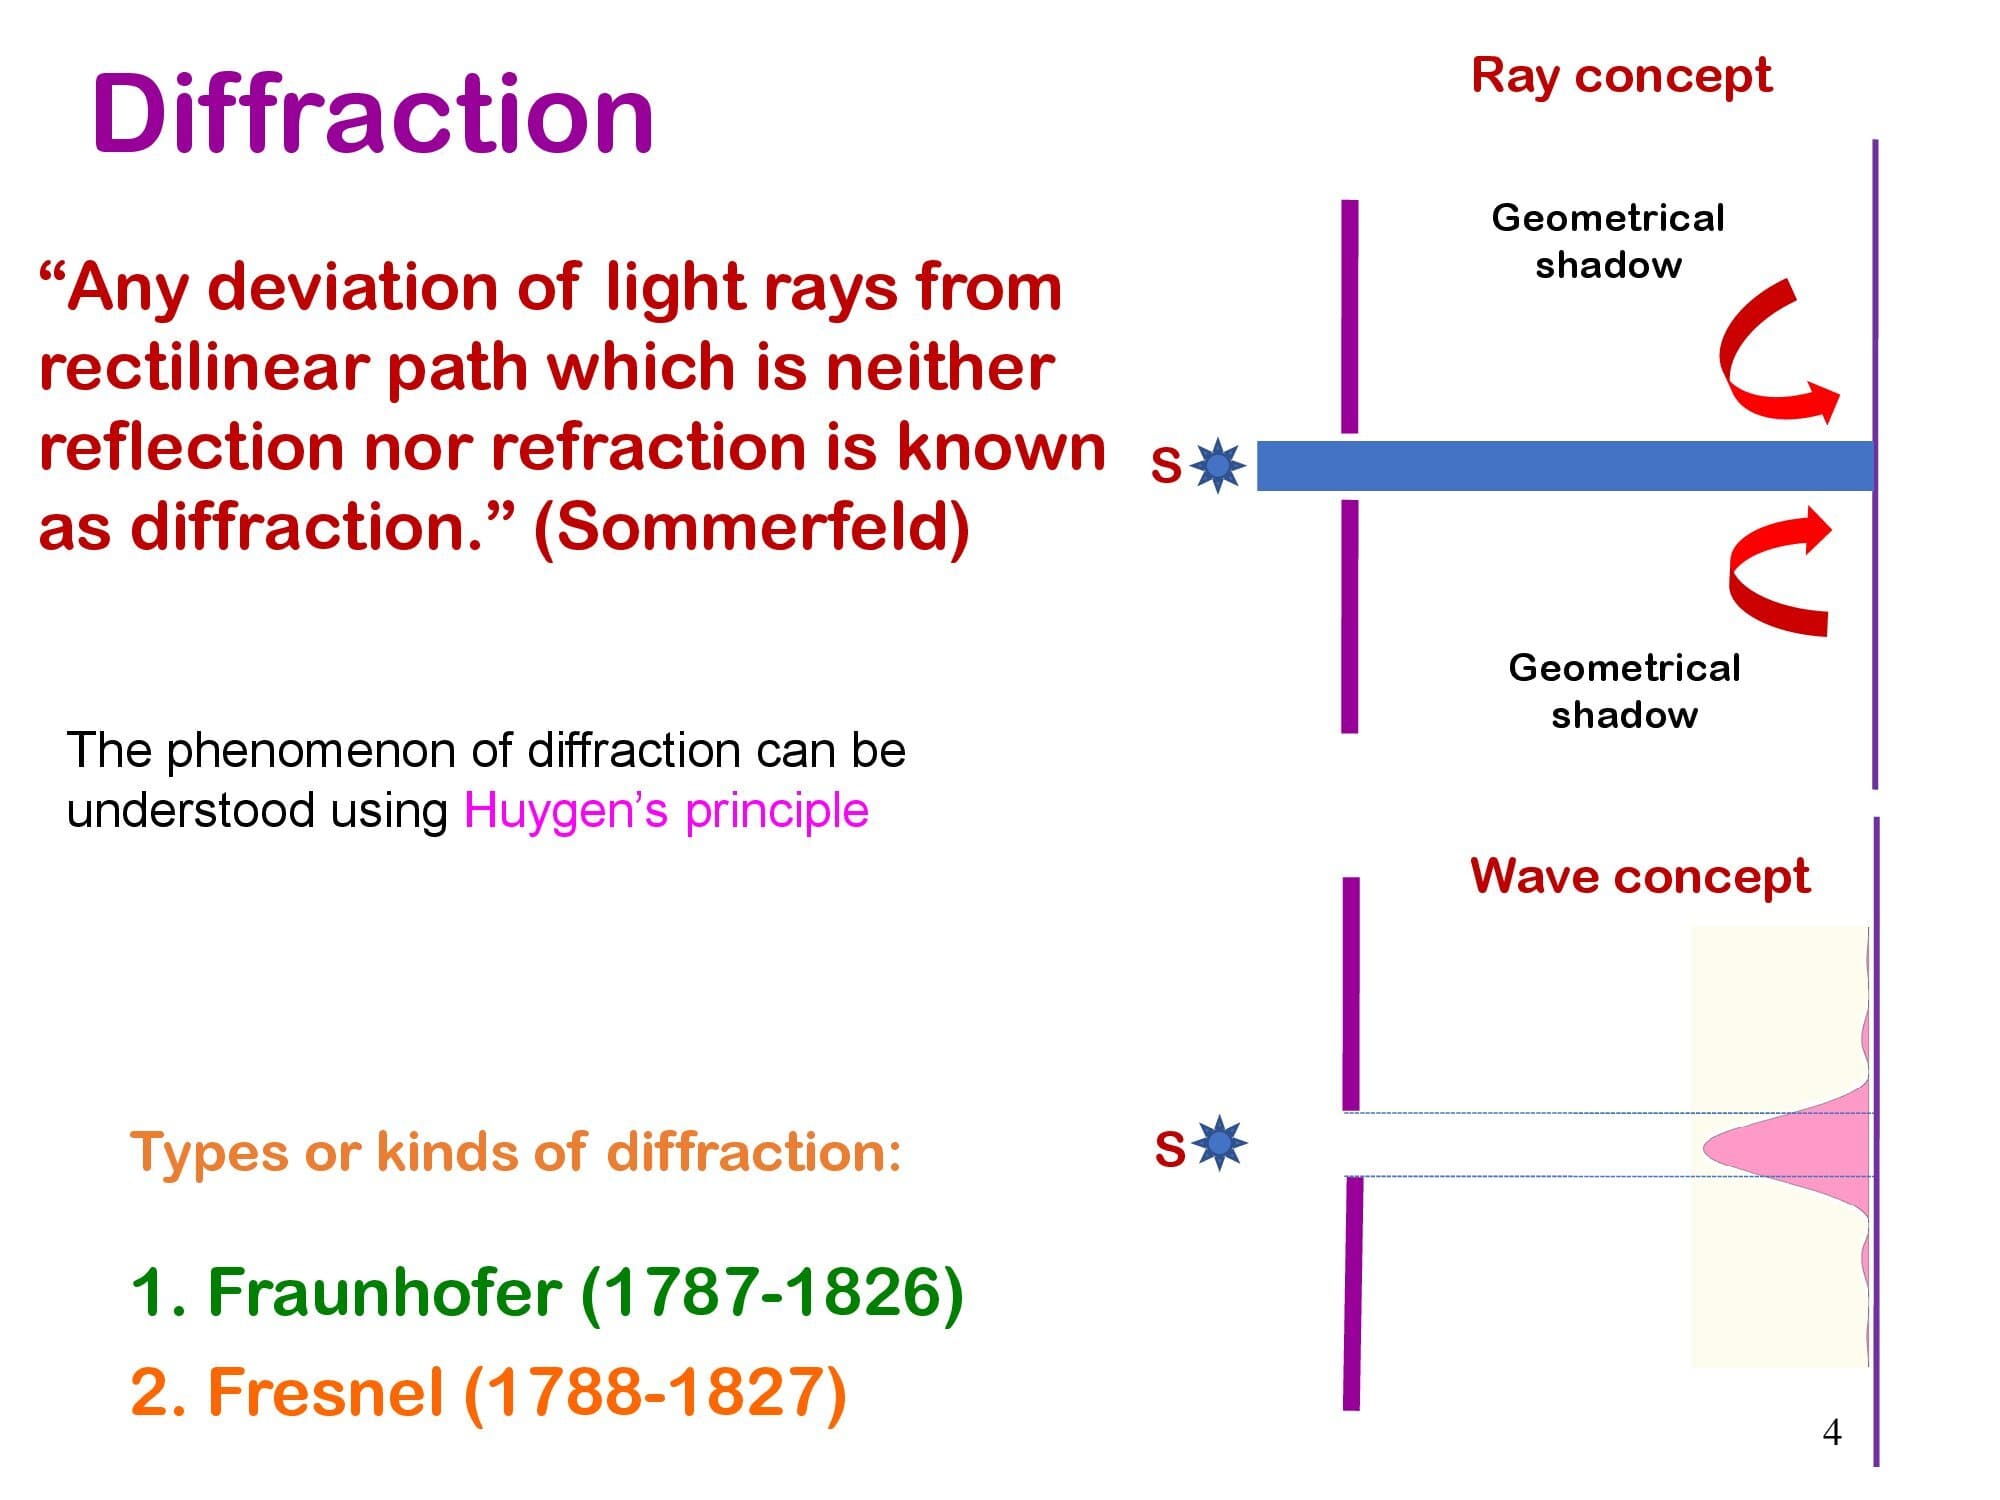 Diffraction
“Any deviation of light rays from
rectilinear path which is neither
reflection nor refraction is known
as diffraction.” (Sommerfeld)
The phenomenon of diffraction can be
understood using Huygen’s principle
Types or kinds of diffraction:
1. Fraunhofer (1787-1826)
2. Fresnel (1788-1827)
Ray concept
Geometrical
shadow
S
Geometrical
shadow
Wave concept
S
4